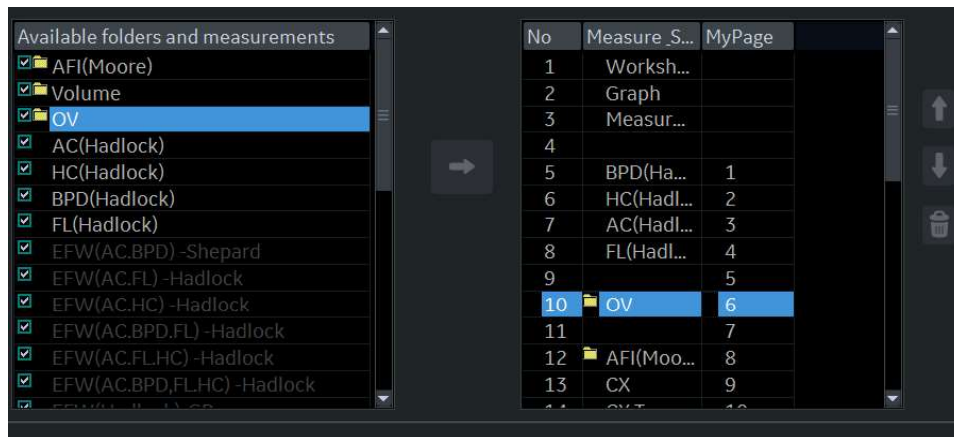 Available folders and measurements
AFI(Moore)
Volume
OV
AC(Hadlock)
HC(Hadlock)
BPD(Hadlock)
FL(Hadlock)
EFW(AC.BPD) -Shepard
EFW(AC.FL) -Hadlock
EFW(AC.HC) -Hadlock
EFW(AC.BPD.FL) -Hadlock
EFW(AC.FL.HC) -Hadlock
EFW(AC.BPD,FL.HC) -Hadlock
No Measure_S... MyPage
1 Worksh...
2 Graph
3 Measur...
4
5 BPD(Ha... 1
6 HC(Hadl... 2
7 AC(Hadl... 3
8 FL(Hadl... 4
9 5
10 OV 6
11 7
12 AFI(Moo... 8
13 CX 9